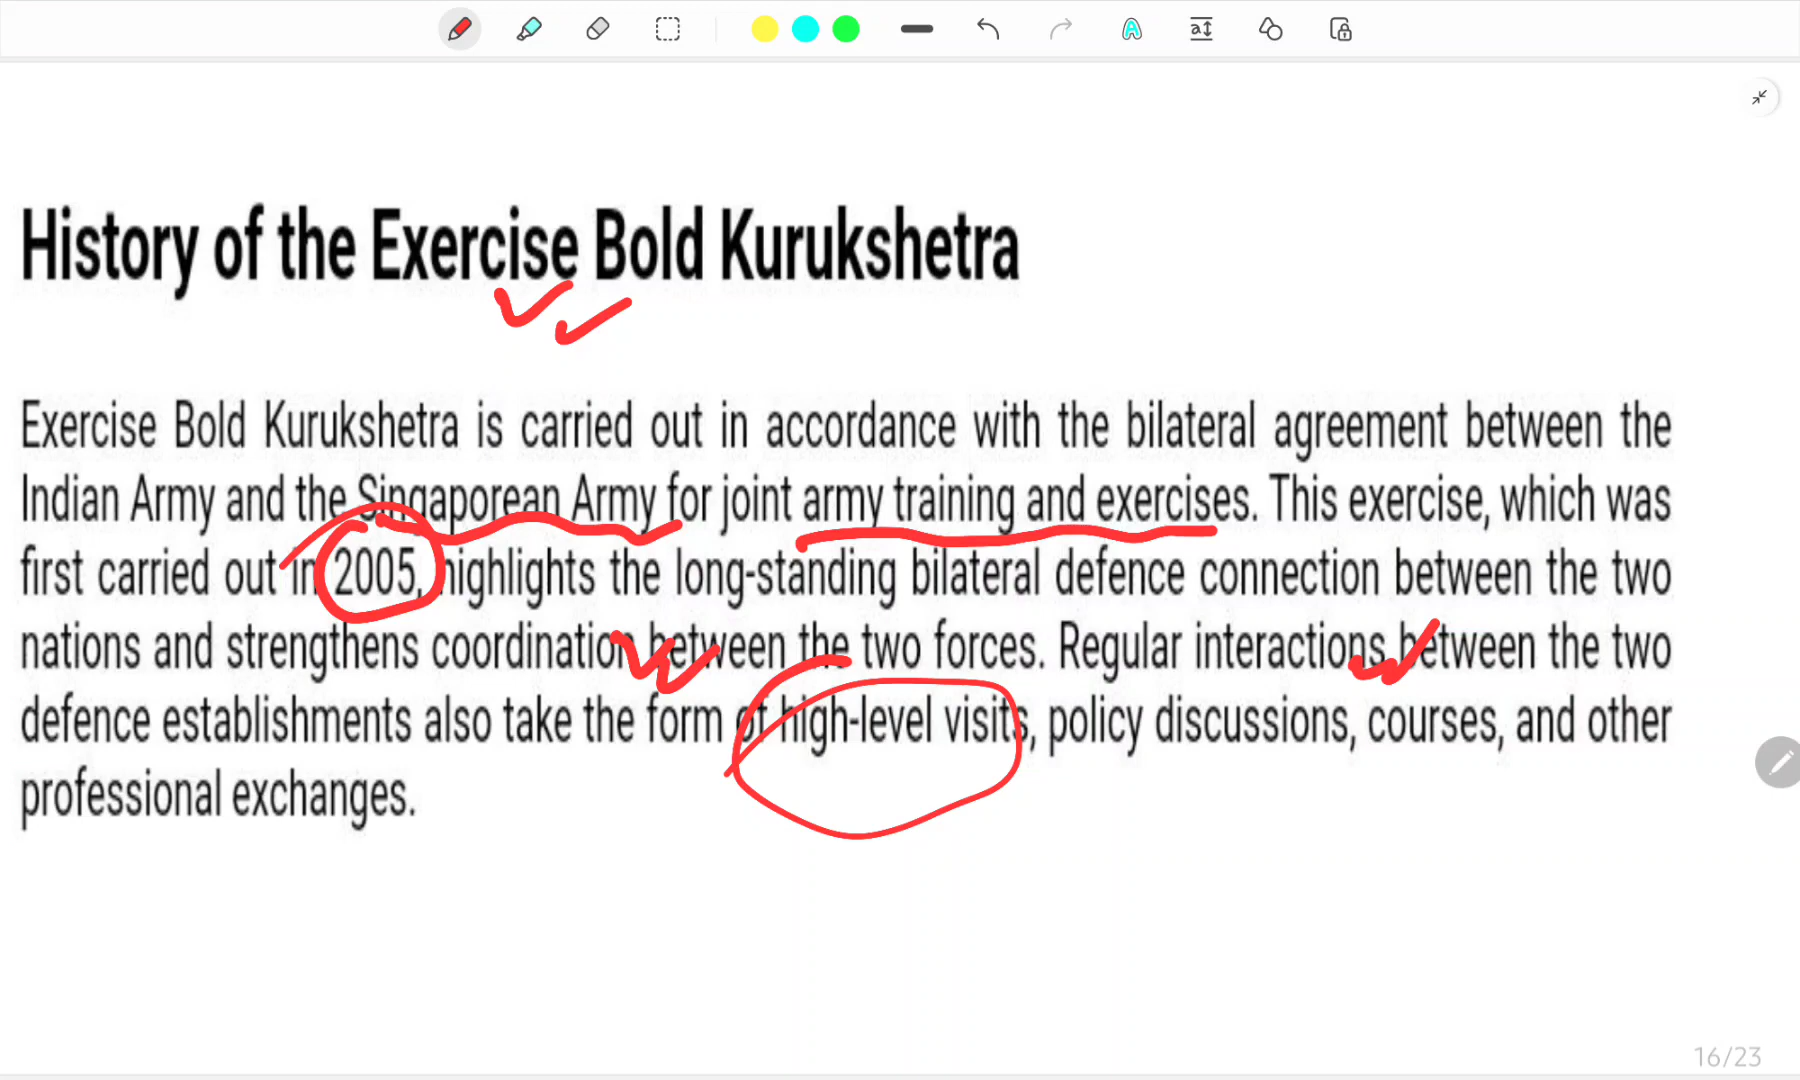 History of the Exercise Bold Kurukshetra
Exercise Bold Kurukshetra is carried out in accordance with the bilateral agreement between the
Indian Army and the Singaporean Army for joint army training and exercises. This exercise, which was
first carried out in 2005, highlights the long-standing bilateral defence connection between the two
nations and strengthens coordination between the two forces. Regular interactions between the two
defence establishments also take the form of high-level visits, policy discussions, courses, and other
professional exchanges.
16/23